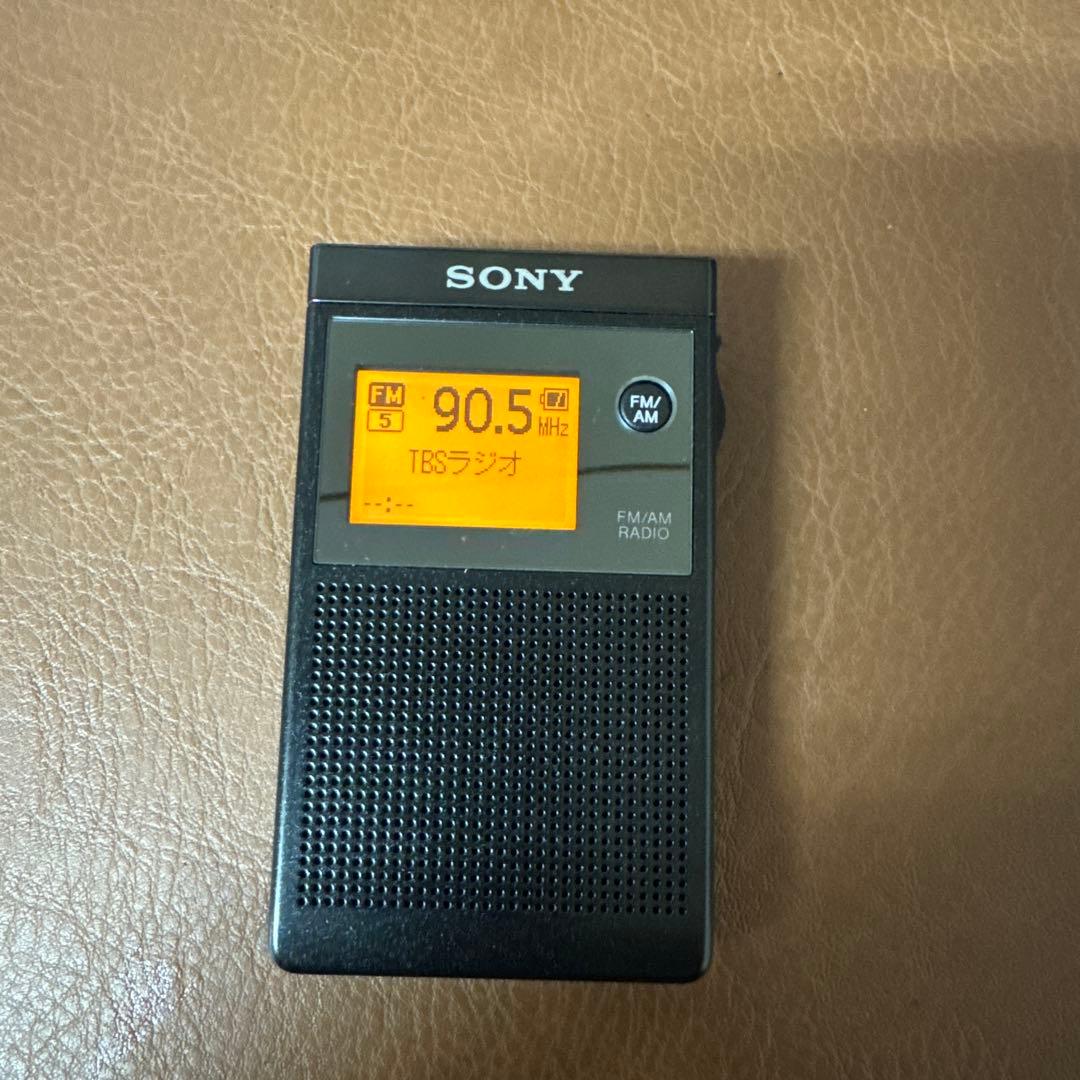 SONY
FM 90.5 MHz
5
TBSラジオ
--:--
FM/
AM
FM/AM
RADIO